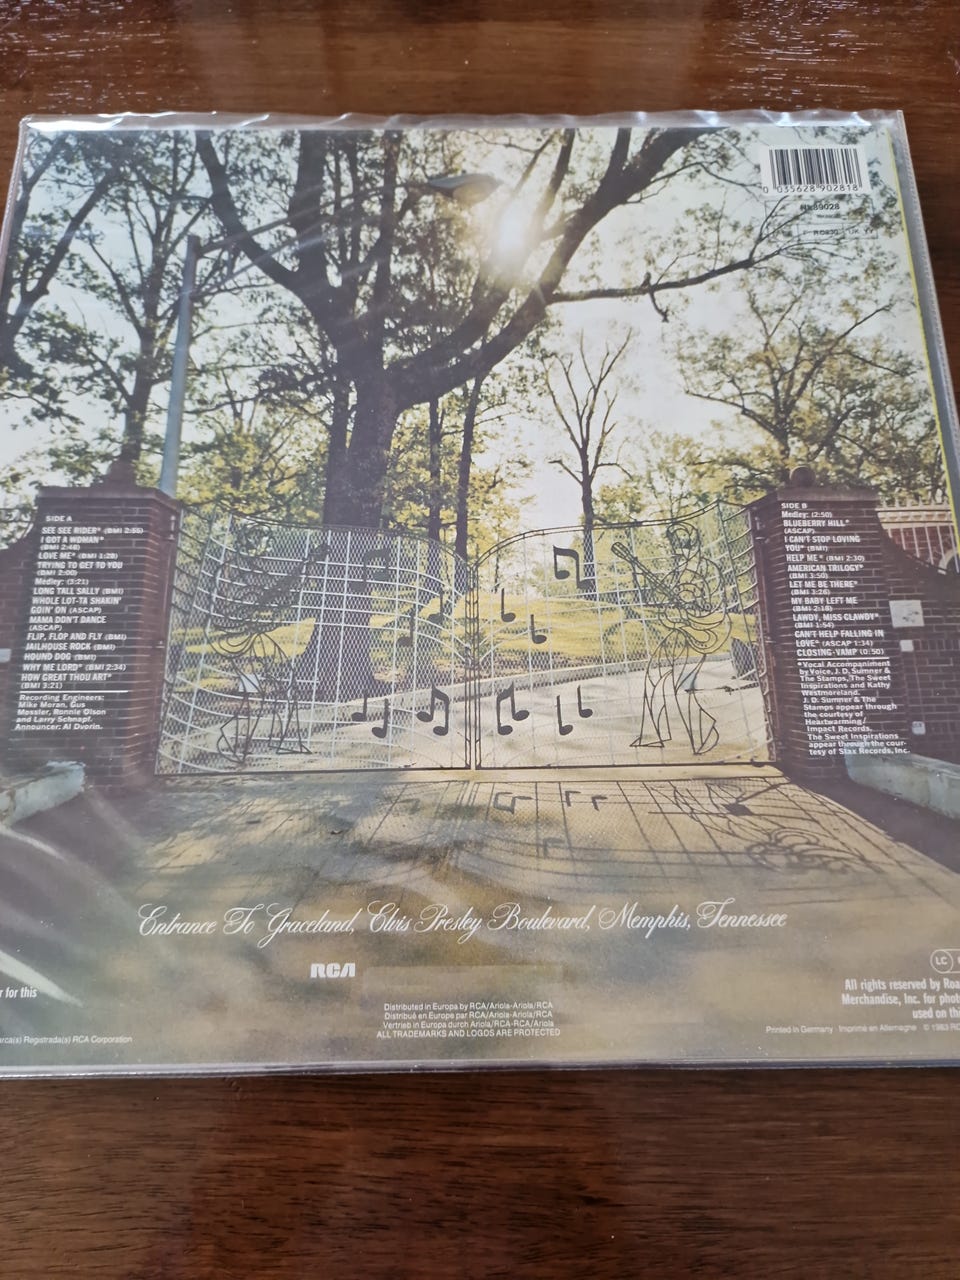 0 035628 902818
NL89028
SIDE A
SEE SEE RIDER* (BMI 2:55)
I GOT A WOMAN*
(BMI 2:48)
LOVE ME* (BMI 1:28)
TRYING TO GET TO YOU
(BMI 2:00)
Medley: (3:21)
LONG TALL SALLY (BMI)
WHOLE LOT-TA SHAKIN'
GOIN' ON (ASCAP)
MAMA DON'T DANCE
(ASCAP)
FLIP, FLOP AND FLY (BMI)
JAILHOUSE ROCK (BMI)
HOUND DOG (BMI)
WHY ME LORD* (BMI 2:34)
HOW GREAT THOU ART*
(BMI 3:21)
Recording Engineers:
Mike Moran, Gus
Mossler, Ronnie Olson
and Larry Schnapf.
Announcer: Al Dvorin.
SIDE B
Medley: (2:50)
BLUEBERRY HILL*
(ASCAP)
I CAN'T STOP LOVING
YOU* (BMI)
HELP ME* (BMI 2:30)
AMERICAN TRILOGY*
(BMI 3:50)
LET ME BE THERE*
(BMI 3:26)
MY BABY LEFT ME
(BMI 2:18)
LAWDY, MISS CLAWDY*
(BMI 1:54)
CAN'T HELP FALLING IN
LOVE* (ASCAP 1:34)
CLOSING-VAMP (0:50)
*Vocal Accompaniment
by Voice, J. D. Sumner &
The Stamps, The Sweet
Inspirations and Kathy
Westmoreland.
J. D. Sumner & The
Stamps appear through
the courtesy of
Heartwarming/
Impact Records.
The Sweet Inspirations
appear through the cour-
tesy of Stax Records, Inc.
Entrance To Graceland, Elvis Presley Boulevard, Memphis, Tennessee
RCA
LC
r for this
All rights reserved by Roa
Merchandise, Inc. for phot
used on thi
Distributed in Europe by RCA/Ariola-Ariola/RCA
Distribué en Europe par RCA/Ariola-Ariola/RCA
Vertrieb in Europa durch Ariola/RCA-RCA/Ariola
ALL TRADEMARKS AND LOGOS ARE PROTECTED
arca(s) Registrada(s) RCA Corporation
Printed in Germany Imprimé en Allemagne © 1983 RC